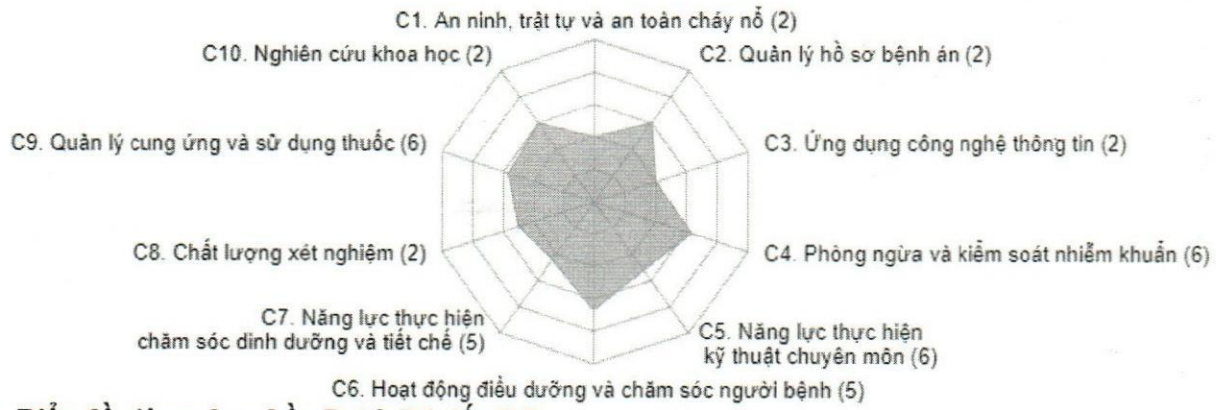 C1. An ninh, trật tự và an toàn cháy nổ (2)
C10. Nghiên cứu khoa học (2)
C2. Quản lý hồ sơ bệnh án (2)
C9. Quản lý cung ứng và sử dụng thuốc (6)
C3. Ứng dụng công nghệ thông tin (2)
C8. Chất lượng xét nghiệm (2)
C4. Phòng ngừa và kiểm soát nhiễm khuẩn (6)
C7. Năng lực thực hiện
chăm sóc dinh dưỡng và tiết chế (5)
C5. Năng lực thực hiện
kỹ thuật chuyên môn (6)
C6. Hoạt động điều dưỡng và chăm sóc người bệnh (5)